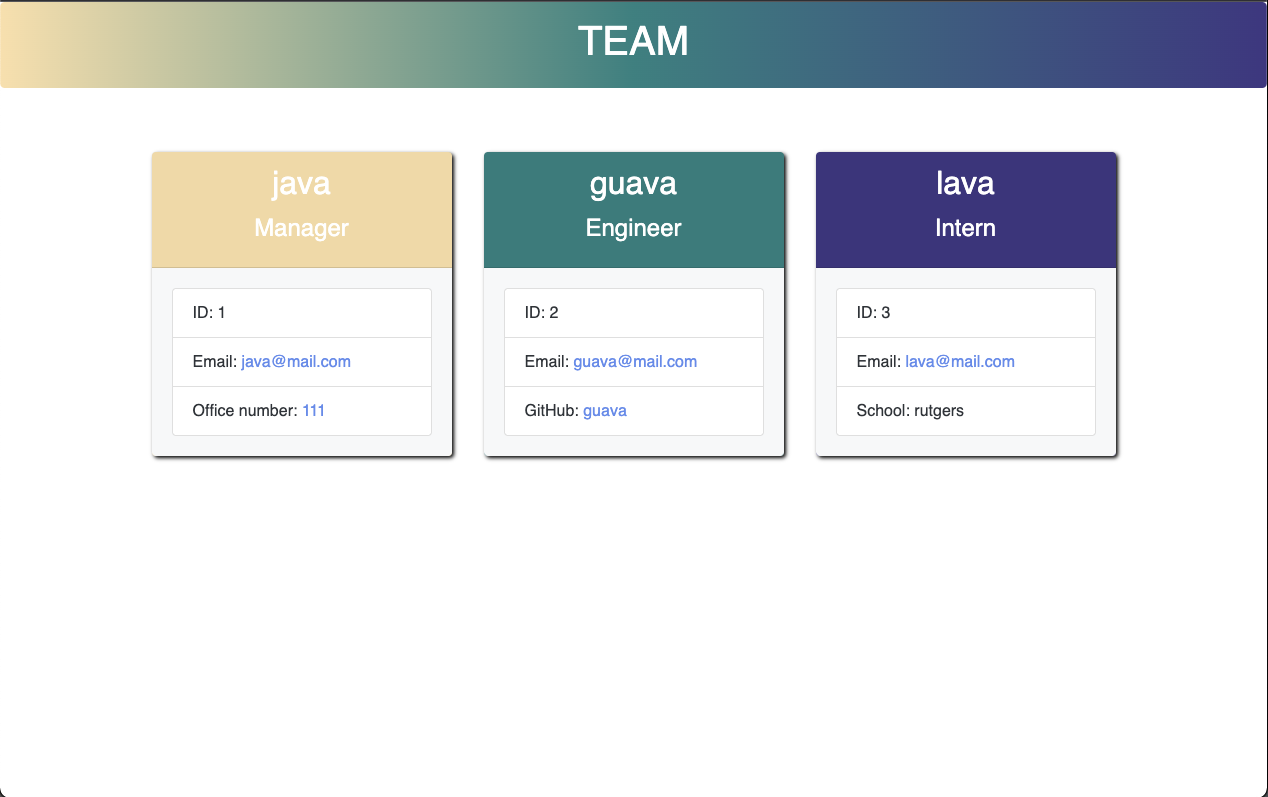 TEAM
java
Manager
ID: 1
Email: java@mail.com
Office number: 111
guava
Engineer
ID: 2
Email: guava@mail.com
GitHub: guava
lava
Intern
ID: 3
Email: lava@mail.com
School: rutgers